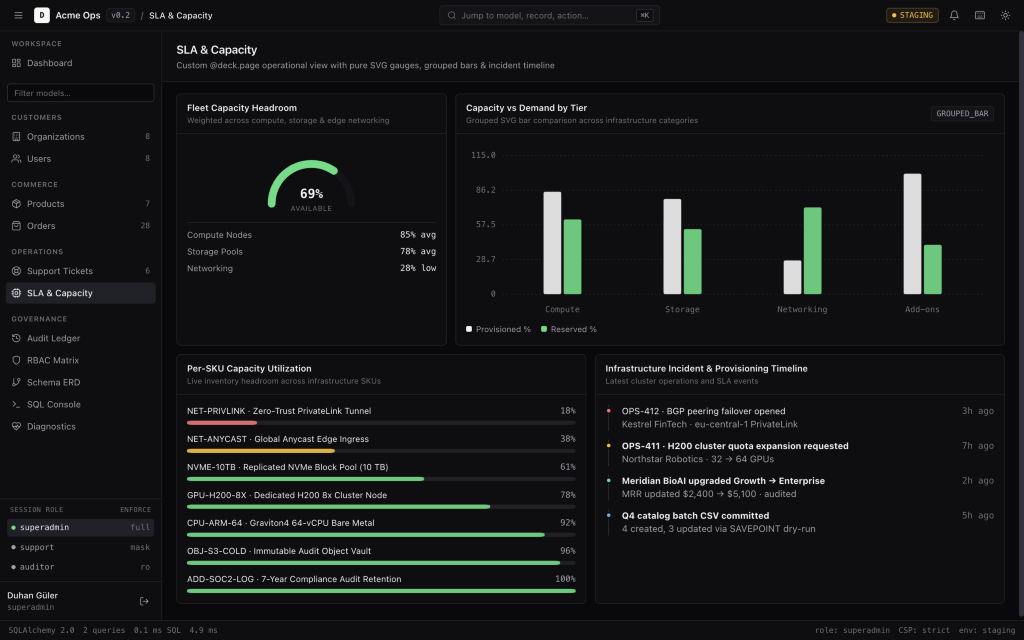 D Acme Ops v0.2 / SLA & Capacity
Jump to model, record, action... ⌘K
STAGING
WORKSPACE
Dashboard
Filter models...
CUSTOMERS
Organizations 8
Users 8
COMMERCE
Products 7
Orders 28
OPERATIONS
Support Tickets 6
SLA & Capacity
GOVERNANCE
Audit Ledger
RBAC Matrix
Schema ERD
SQL Console
Diagnostics
SESSION ROLE ENFORCE
superadmin full
support mask
auditor ro
Duhan Güler
superadmin
SLA & Capacity
Custom @deck.page operational view with pure SVG gauges, grouped bars & incident timeline
Fleet Capacity Headroom
Weighted across compute, storage & edge networking
69%
AVAILABLE
Compute Nodes 85% avg
Storage Pools 78% avg
Networking 28% low
Capacity vs Demand by Tier
Grouped SVG bar comparison across infrastructure categories
GROUPED_BAR
115.0
86.2
57.5
28.7
0
Compute Storage Networking Add-ons
Provisioned % Reserved %
Per-SKU Capacity Utilization
Live inventory headroom across infrastructure SKUs
NET-PRIVLINK · Zero-Trust PrivateLink Tunnel 18%
NET-ANYCAST · Global Anycast Edge Ingress 38%
NVME-10TB · Replicated NVMe Block Pool (10 TB) 61%
GPU-H200-8X · Dedicated H200 8x Cluster Node 78%
CPU-ARM-64 · Graviton4 64-vCPU Bare Metal 92%
OBJ-S3-COLD · Immutable Audit Object Vault 96%
ADD-SOC2-LOG · 7-Year Compliance Audit Retention 100%
Infrastructure Incident & Provisioning Timeline
Latest cluster operations and SLA events
OPS-412 · BGP peering failover opened 3h ago
Kestrel FinTech · eu-central-1 PrivateLink
OPS-411 · H200 cluster quota expansion requested 7h ago
Northstar Robotics · 32 → 64 GPUs
Meridian BioAI upgraded Growth → Enterprise 2h ago
MRR updated $2,400 → $5,100 · audited
Q4 catalog batch CSV committed 5h ago
4 created, 3 updated via SAVEPOINT dry-run
SQLAlchemy 2.0 2 queries 0.1 ms SQL 4.9 ms
role: superadmin CSP: strict env: staging